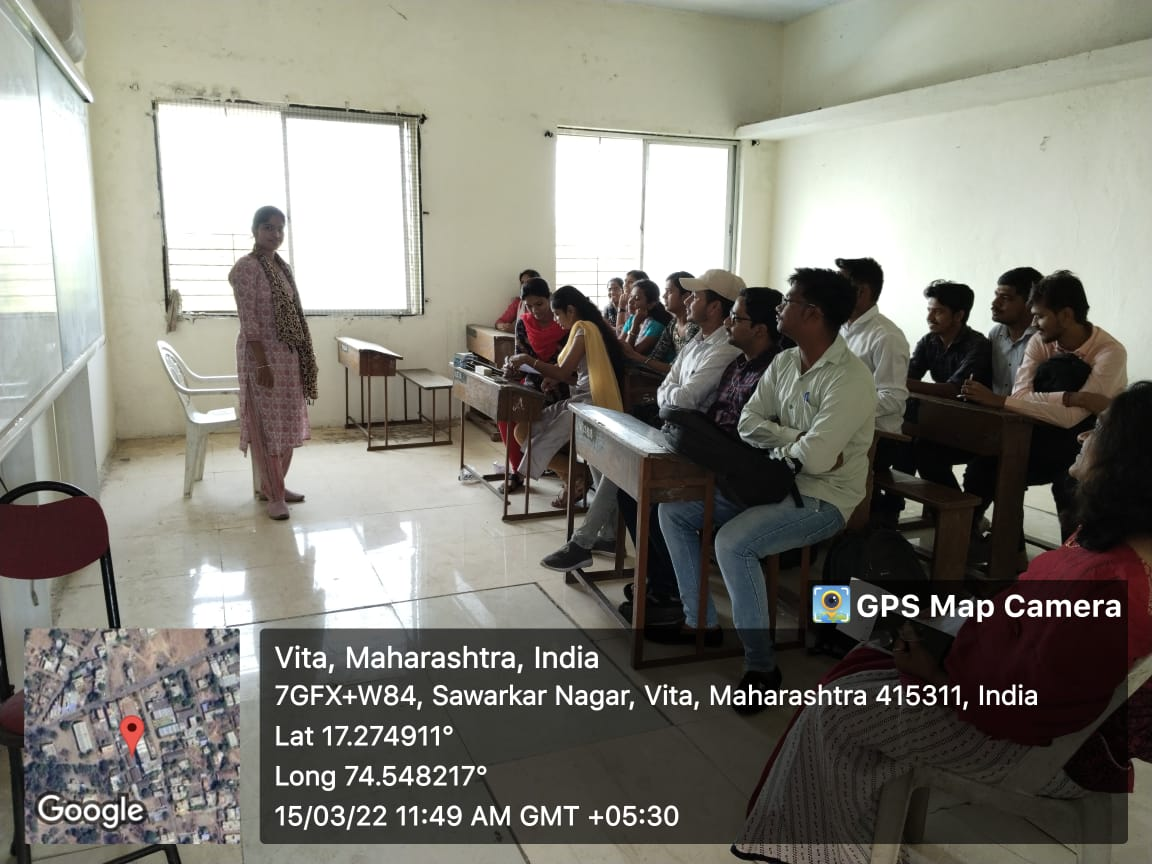 GPS Map Camera
Vita, Maharashtra, India
7GFX+W84, Sawarkar Nagar, Vita, Maharashtra 415311, India
Lat 17.274911°
Long 74.548217°
15/03/22 11:49 AM GMT +05:30
Google